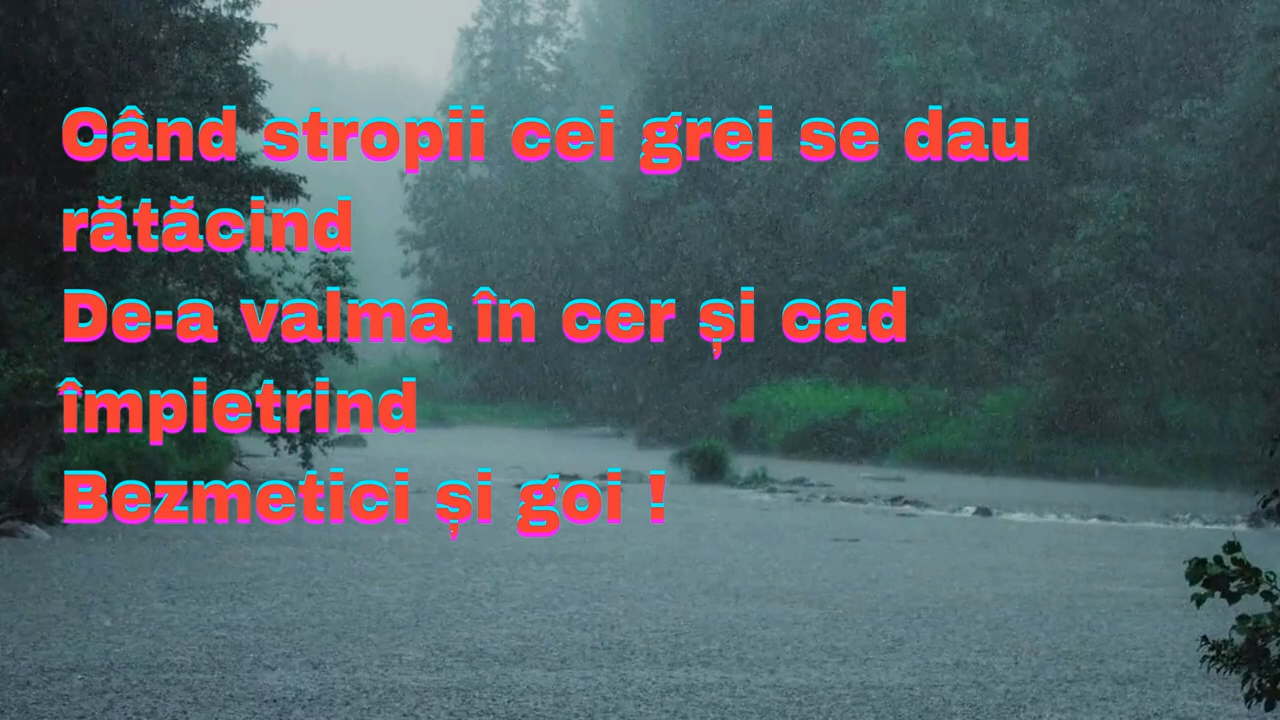 Când stropii cei grei se dau
rătăcind
De-a valma în cer și cad
împietrind
Bezmetici și goi !